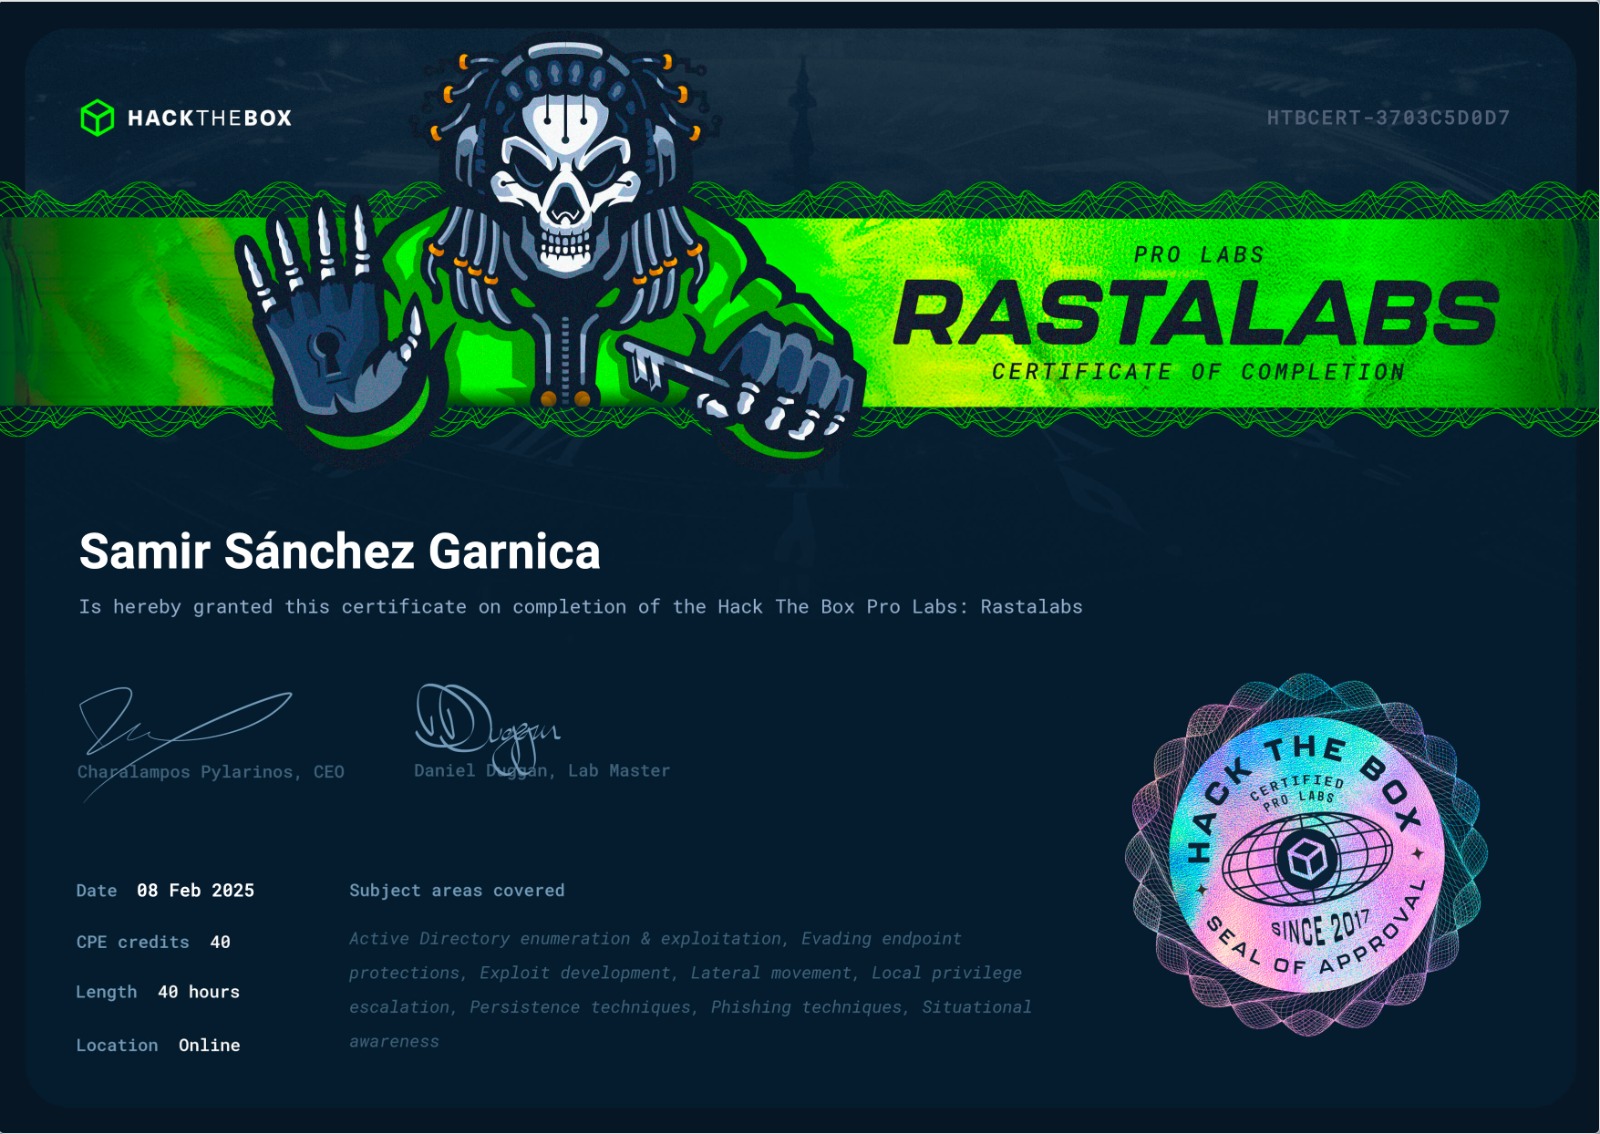 HACKTHEBOX
HTBCERT-3703C5D0D7
PRO LABS
RASTALABS
CERTIFICATE OF COMPLETION
Samir Sánchez Garnica
Is hereby granted this certificate on completion of the Hack The Box Pro Labs: Rastalabs
Duggan
Charalampos Pylarinos, CEO
Daniel Duggan, Lab Master
Date 08 Feb 2025
CPE credits 40
Length 40 hours
Location Online
Subject areas covered
Active Directory enumeration & exploitation, Evading endpoint
protections, Exploit development, Lateral movement, Local privilege
escalation, Persistence techniques, Phishing techniques, Situational
awareness
HACK THE BOX
CERTIFIED
PRO LABS
SINCE 2017
SEAL OF APPROVAL